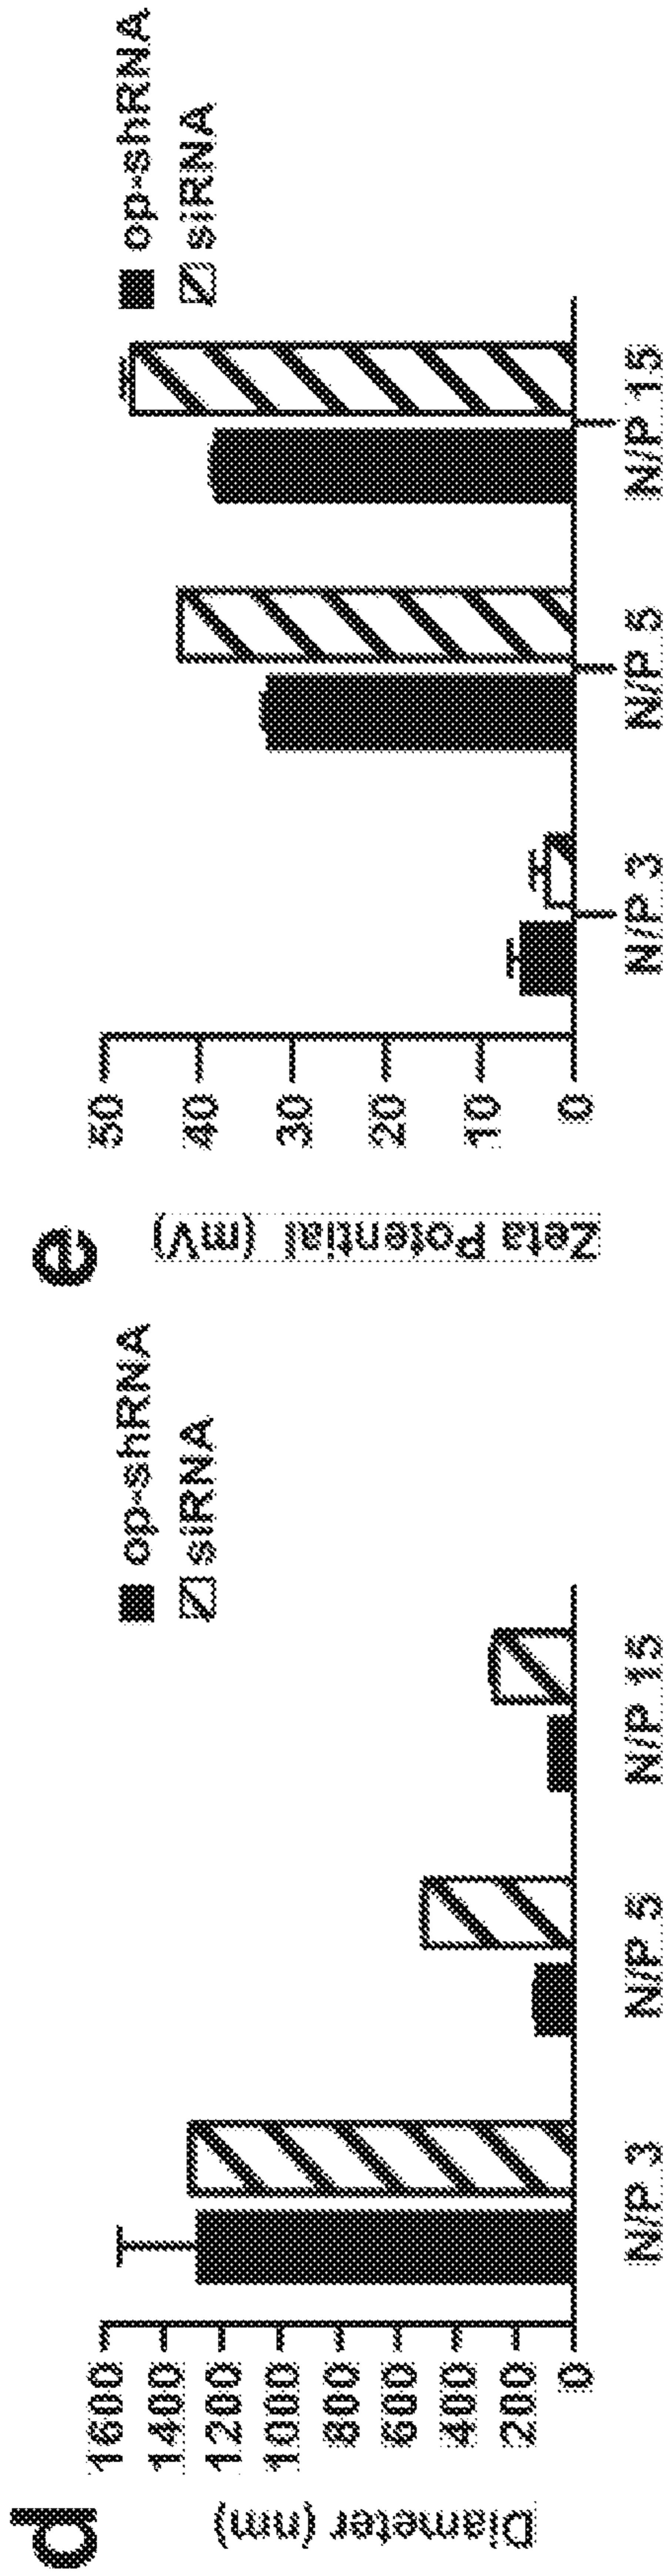 d
Diameter (nm)
1600
1400
1200
1000
800
600
400
200
0
N/P 3
N/P 5
N/P 15
op-shRNA
siRNA
e
Zeta Potential (mV)
50
40
30
20
10
0
N/P 3
N/P 5
N/P 15
op-shRNA
siRNA